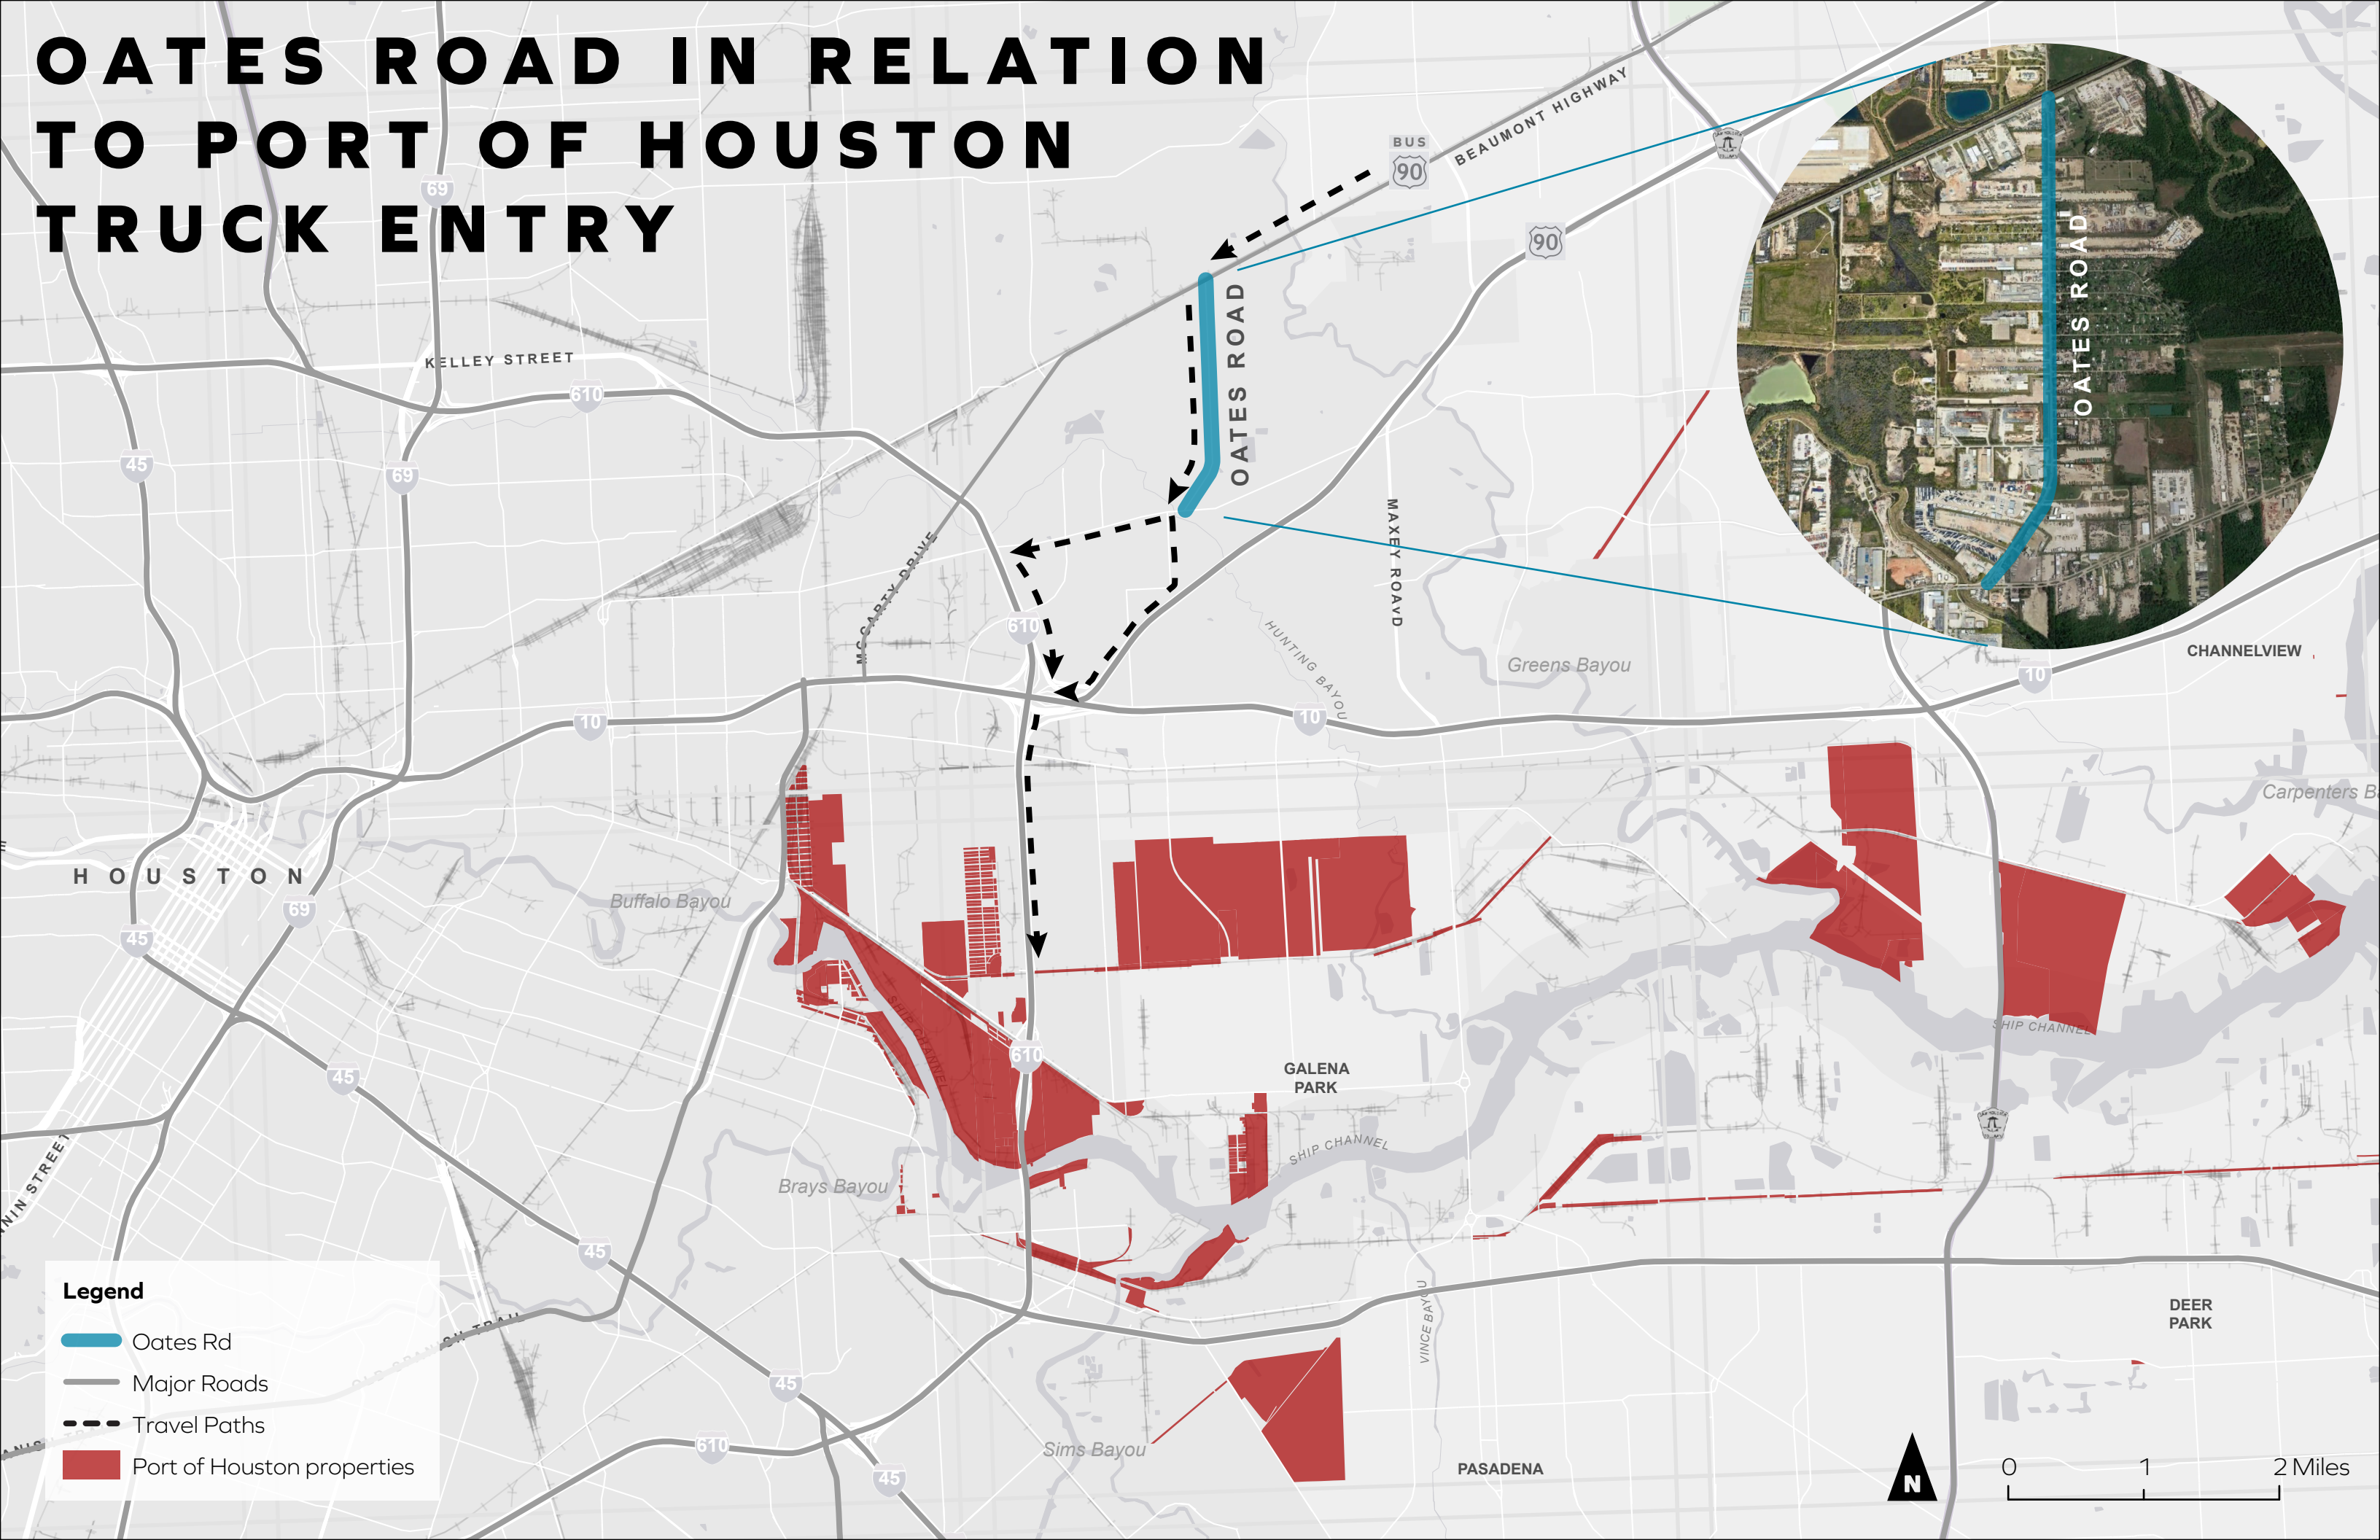 OATES ROAD IN RELATION
TO PORT OF HOUSTON
TRUCK ENTRY
69
BUS
90
BEAUMONT HIGHWAY
90
OATES ROAD
OATES ROAD
KELLEY STREET
610
45
69
MAXEY ROAvD
MCCARTY DRIVE
610
HUNTING BAYOU
Greens Bayou
CHANNELVIEW
10
10
10
HOUSTON
Buffalo Bayou
69
45
SHIP CHANNEL
610
45
GALENA
PARK
SHIP CHANNEL
SHIP CHANNEL
Brays Bayou
45
VINCE BAYOU
DEER
PARK
45
610
45
Sims Bayou
PASADENA
Legend
Oates Rd
Major Roads
Travel Paths
Port of Houston properties
N
0 1 2 Miles